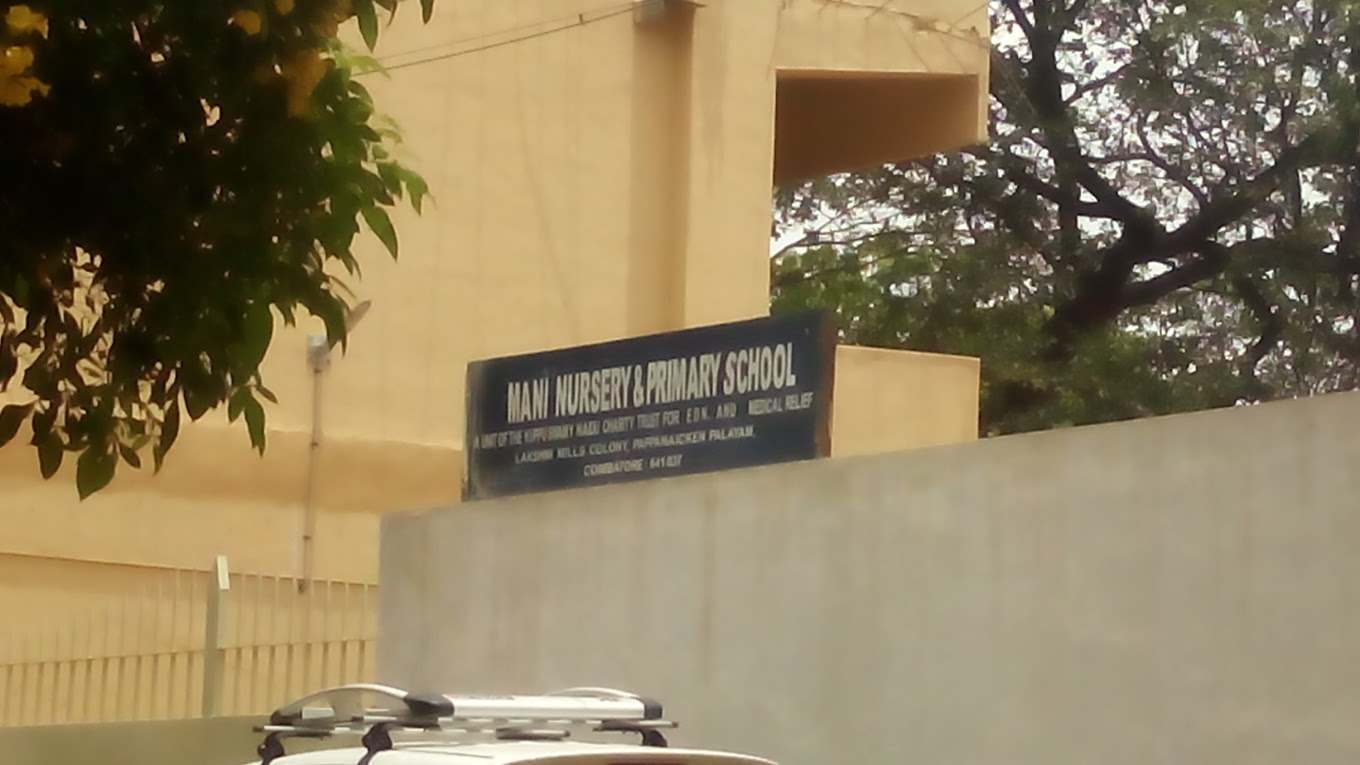 MANI NURSERY & PRIMARY SCHOOL
A UNIT OF THE KUPPUSWAMY NAIDU CHARITY TRUST FOR EDN. AND MEDICAL RELIEF
LAKSHMI MILLS COLONY, PAPPANAICKEN PALAYAM,
COIMBATORE - 641 037